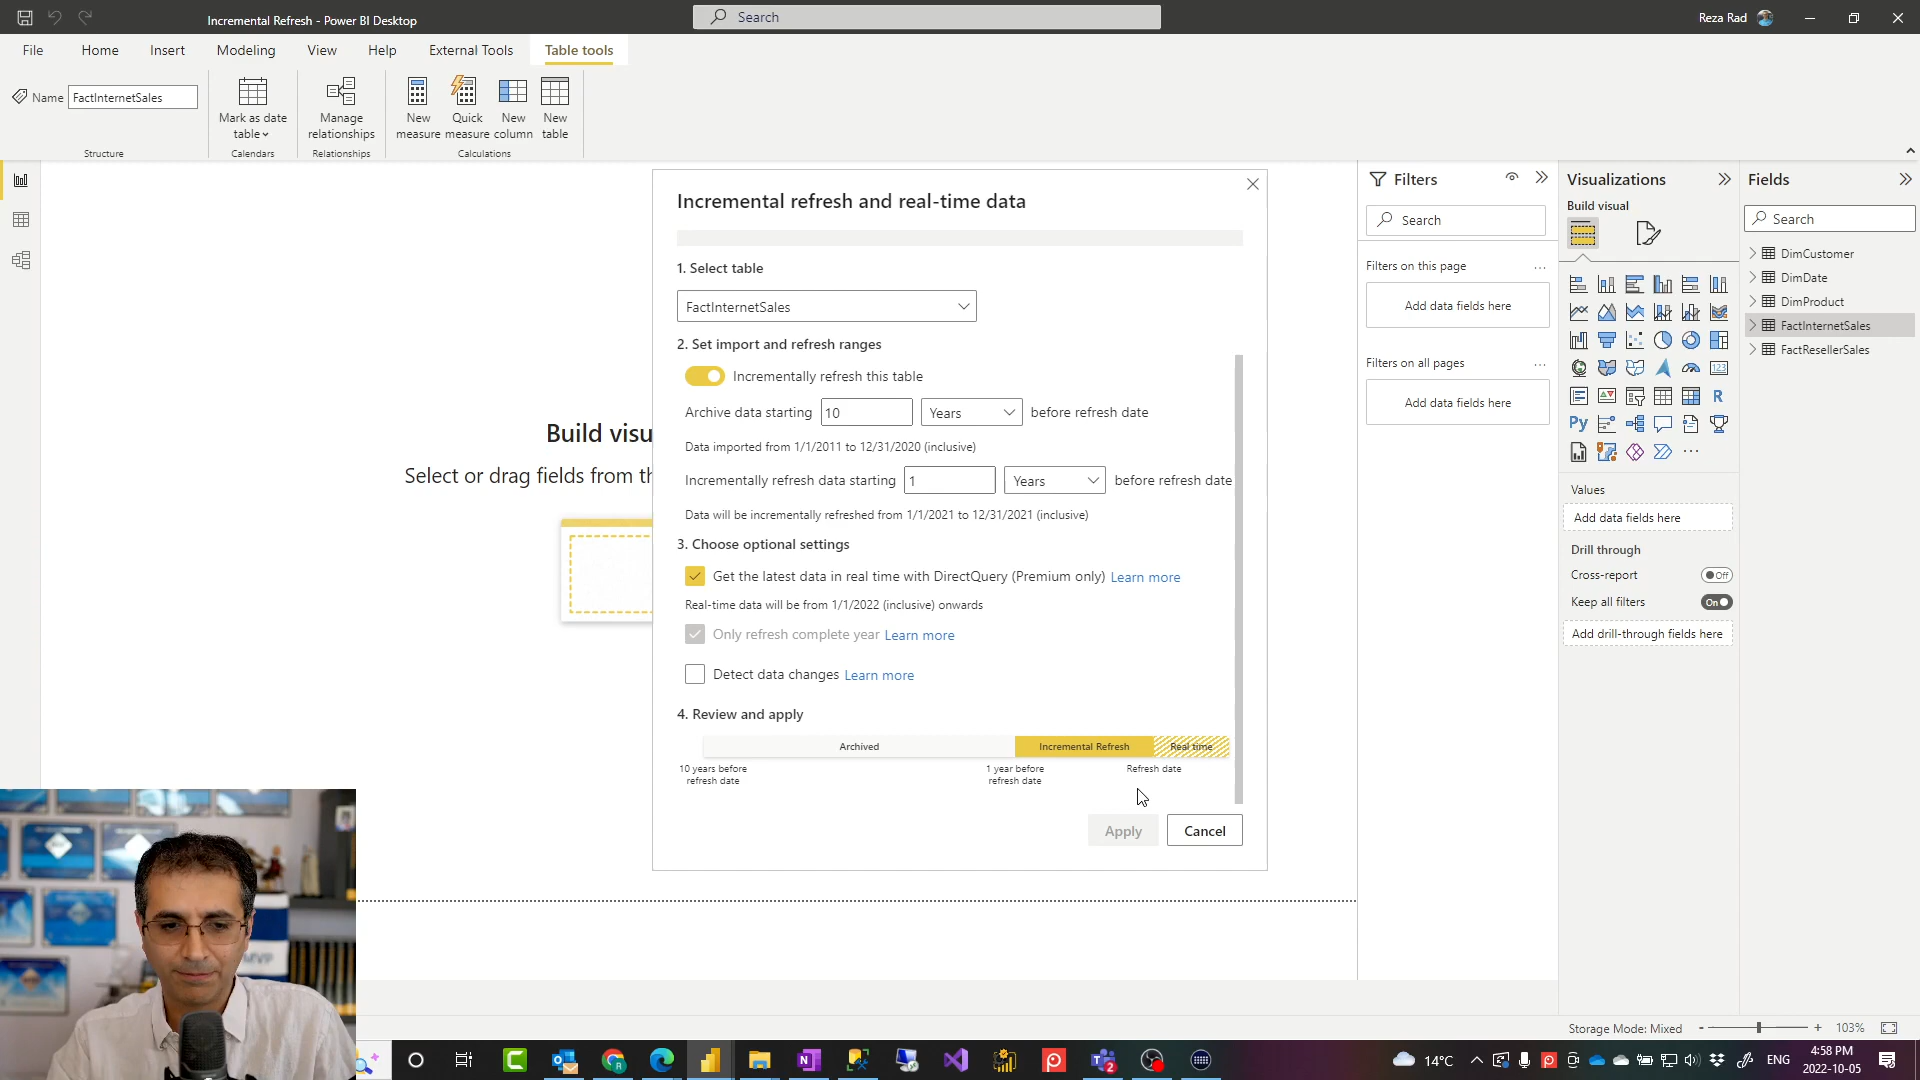 Incremental Refresh - Power BI Desktop
Search
Reza Rad
File
Home
Insert
Modeling
View
Help
External Tools
Table tools
Name
FactInternetSales
Structure
Mark as date
table
Calendars
Manage
relationships
Relationships
New
measure
Quick
measure
New
column
New
table
Calculations
Build visu
Select or drag fields from th
Incremental refresh and real-time data
1. Select table
FactInternetSales
2. Set import and refresh ranges
Incrementally refresh this table
Archive data starting 10 Years before refresh date
Data imported from 1/1/2011 to 12/31/2020 (inclusive)
Incrementally refresh data starting 1 Years before refresh date
Data will be incrementally refreshed from 1/1/2021 to 12/31/2021 (inclusive)
3. Choose optional settings
Get the latest data in real time with DirectQuery (Premium only) Learn more
Real-time data will be from 1/1/2022 (inclusive) onwards
Only refresh complete year Learn more
Detect data changes Learn more
4. Review and apply
Archived
Incremental Refresh
Real time
10 years before
refresh date
1 year before
refresh date
Refresh date
Apply
Cancel
Filters
Search
Filters on this page
...
Add data fields here
Filters on all pages
...
Add data fields here
Visualizations
Build visual
123
R
Py
...
Values
Add data fields here
Drill through
Cross-report
Off
Keep all filters
On
Add drill-through fields here
Fields
Search
DimCustomer
DimDate
DimProduct
FactInternetSales
FactResellerSales
MVP
Storage Mode: Mixed
- + 103%
14°C
ENG
4:58 PM
2022-10-05